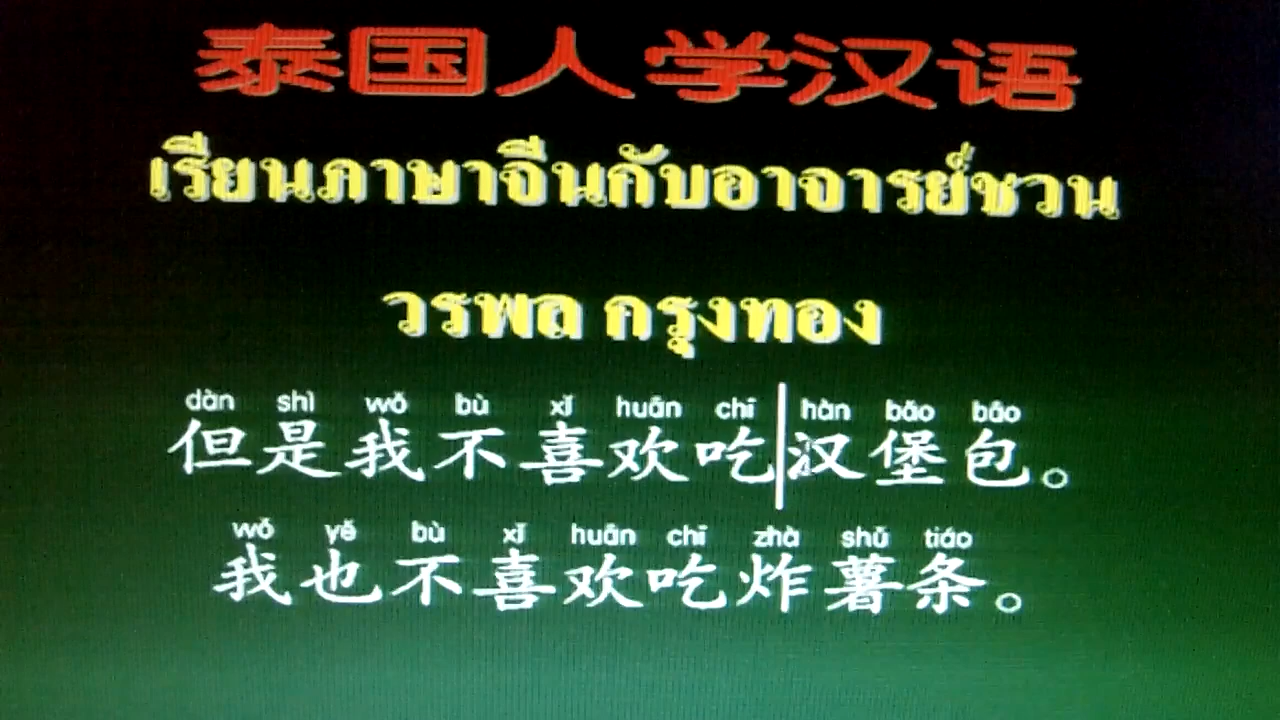 泰国人学汉语
เรียนภาษาจีนกับอาจารย์ชวน
วรพล กรุงทอง
dàn shì wǒ bù xǐ huān chī hàn bǎo bāo
但是我不喜欢吃汉堡包。
wǒ yě bù xǐ huān chī zhà shǔ tiáo
我也不喜欢吃炸薯条。